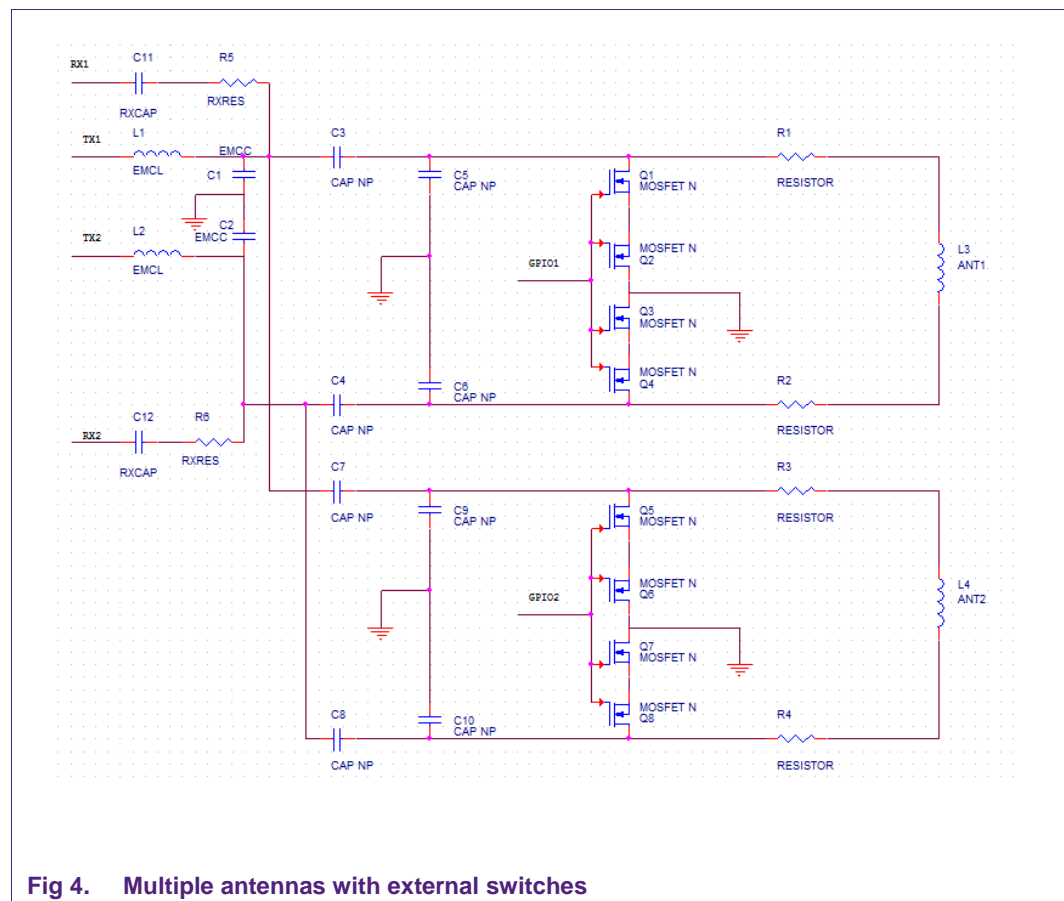 C11
R5
RX1
RXRES
RXCAP
TX1
L1
EMCC
C1
EMCL
C2
EMCC
TX2
L2
EMCL
C3
CAP NP
C5
CAP NP
Q1
MOSFET N
MOSFET N
Q2
GPIO1
Q3
MOSFET N
MOSFET N
Q4
R1
RESISTOR
L3
ANT1
C4
CAP NP
C6
CAP NP
R2
RESISTOR
C12
R6
RX2
RXRES
RXCAP
C7
CAP NP
C9
CAP NP
Q5
MOSFET N
MOSFET N
Q6
GPIO2
Q7
MOSFET N
MOSFET N
Q8
R3
RESISTOR
L4
ANT2
C8
CAP NP
C10
CAP NP
R4
RESISTOR
Fig 4. Multiple antennas with external switches